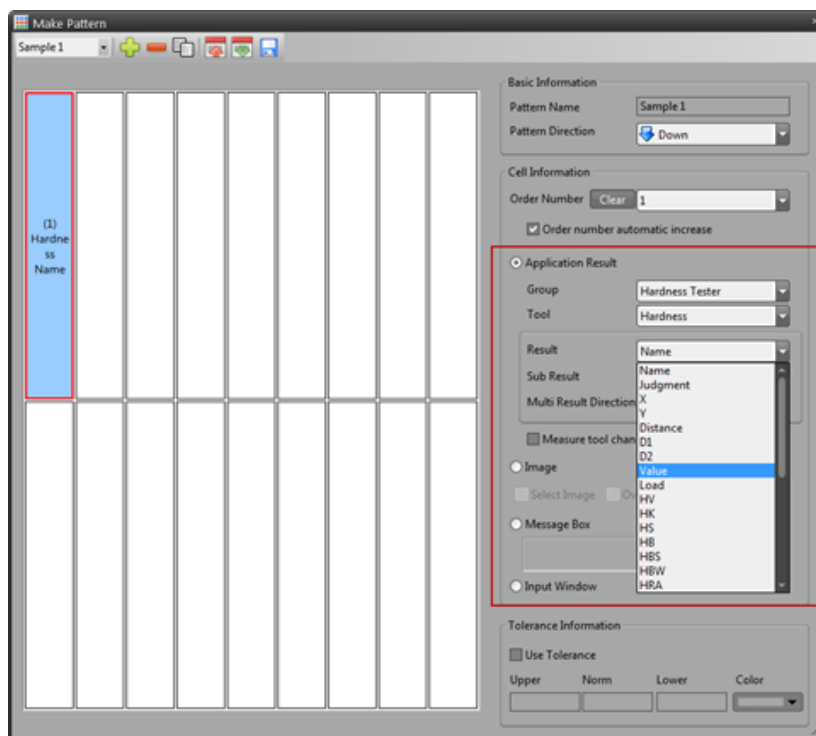 Make Pattern
Sample 1
(1)
Hardne
ss
Name
Basic Information
Pattern Name Sample 1
Pattern Direction Down
Cell Information
Order Number Clear 1
Order number automatic increase
Application Result
Group Hardness Tester
Tool Hardness
Result Name
Sub Result
Multi Result Direction
Measure tool chan
Name
Judgment
X
Y
Distance
D1
D2
Value
Load
HV
HK
HS
HB
HBS
HBW
HRA
Image
Select Image Ov
Message Box
Input Window
Tolerance Information
Use Tolerance
Upper Norm Lower Color